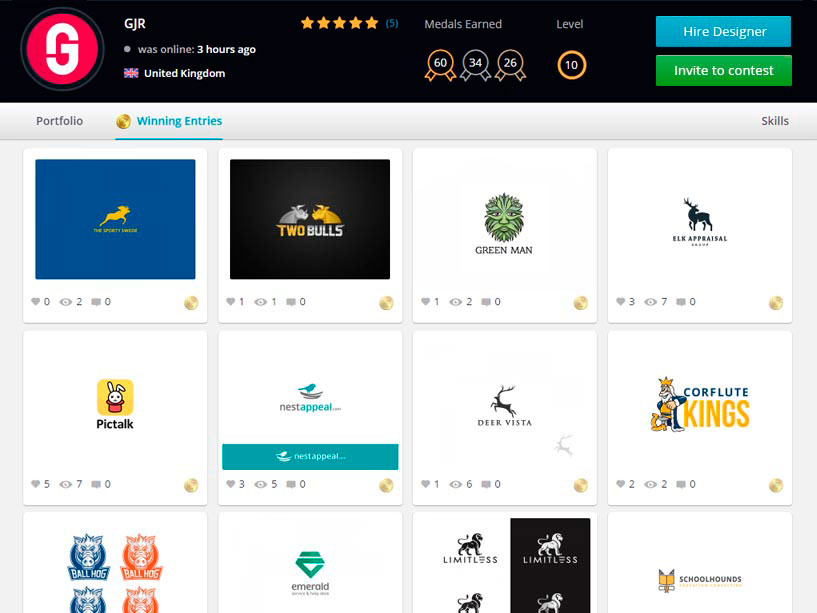 GJR
(5)
Medals Earned
Level
Hire Designer
was online: 3 hours ago
60
34
26
10
Invite to contest
United Kingdom
Portfolio
Winning Entries
Skills
THE SPORTY SWEDE
TWO BULLS
GREEN MAN
ELK APPRAISAL
GROUP
0 2 0
1 1 0
1 2 0
3 7 0
Pictalk
nestappeal.com
nestappeal...
DEER VISTA
CORFLUTE
KINGS
5 7 0
3 5 0
1 6 0
2 2 0
BALL HOG
BALL HOG
emerald
service & help desk
LIMITLESS
LIMITLESS
SCHOOLHOUNDS